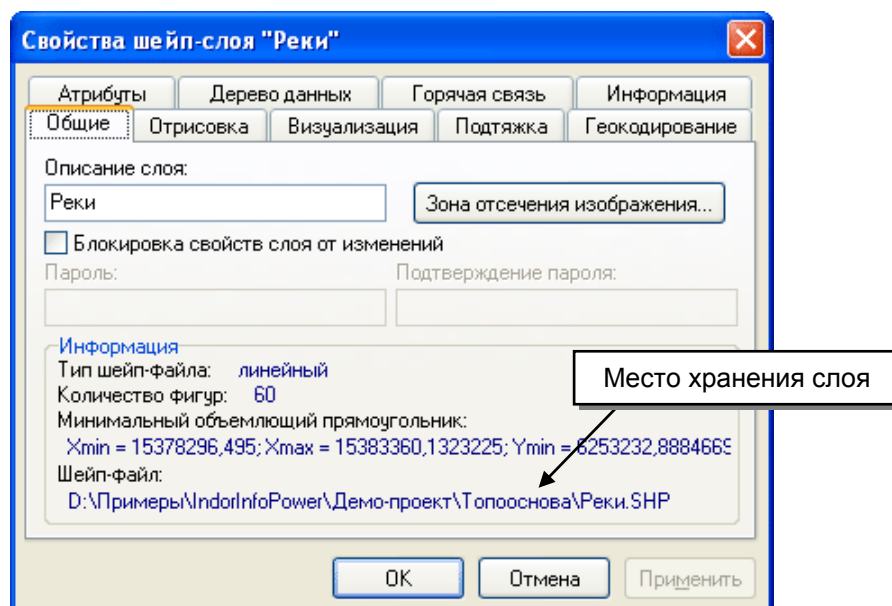 Свойства шейп-слоя "Реки"
Атрибуты Дерево данных Горячая связь Информация
Общие Отрисовка Визуализация Подтяжка Геокодирование
Описание слоя:
Реки Зона отсечения изображения...
Блокировка свойств слоя от изменений
Пароль: Подтверждение пароля:
Информация
Тип шейп-файла: линейный
Место хранения слоя
Количество фигур: 60
Минимальный объемлющий прямоугольник:
Xmin = 15378296,495; Xmax = 15383360,1323225; Ymin = 6253232,8884669
Шейп-файл:
D:\Примеры\IndorInfoPower\Демо-проект\Топооснова\Реки.SHP
OK Отмена Применить